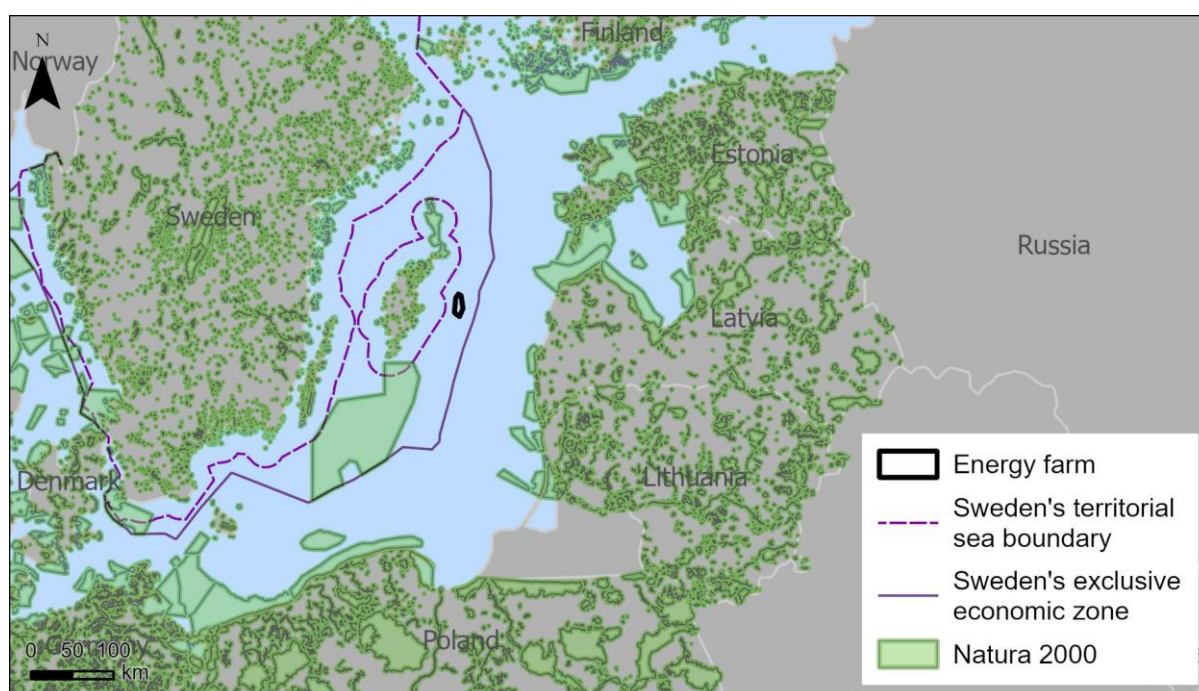 Finland
N
Norway
Estonia
Sweden
Russia
Latvia
Denmark
Lithuania
Germany
Poland
0 50 100
km
Energy farm
Sweden's territorial
sea boundary
Sweden's exclusive
economic zone
Natura 2000